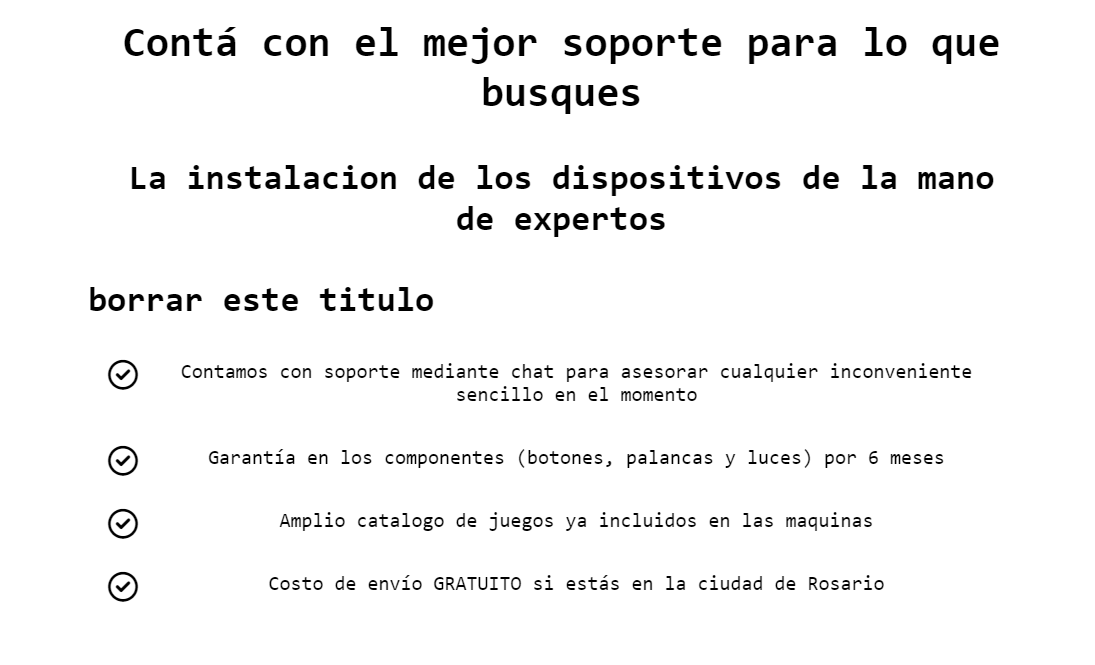 Contá con el mejor soporte para lo que
busques
La instalacion de los dispositivos de la mano
de expertos
borrar este titulo
Contamos con soporte mediante chat para asesorar cualquier inconveniente
sencillo en el momento
Garantía en los componentes (botones, palancas y luces) por 6 meses
Amplio catalogo de juegos ya incluidos en las maquinas
Costo de envío GRATUITO si estás en la ciudad de Rosario